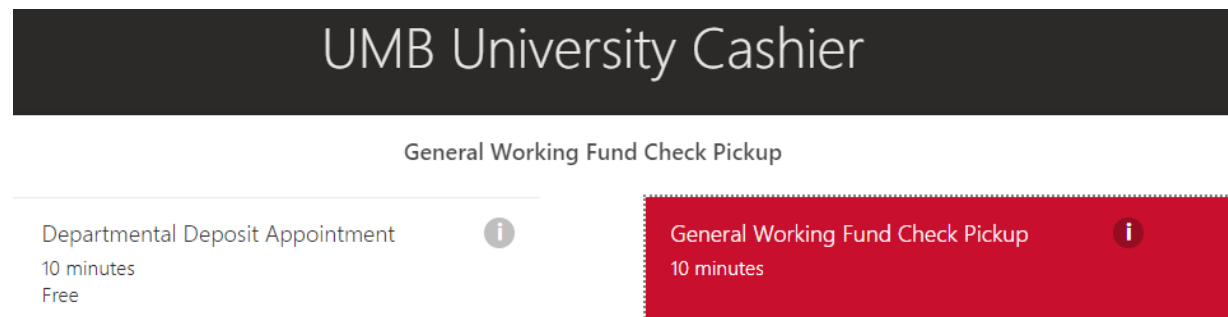 UMB University Cashier
General Working Fund Check Pickup
Departmental Deposit Appointment
10 minutes
Free
General Working Fund Check Pickup
10 minutes